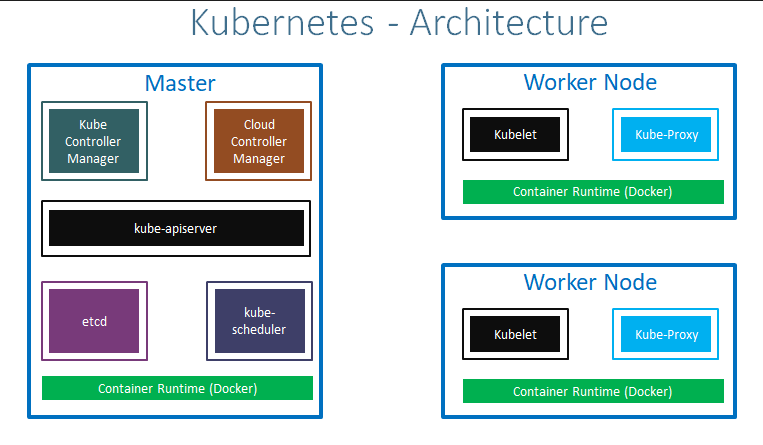 Kubernetes - Architecture
Master
Kube
Controller
Manager
Cloud
Controller
Manager
kube-apiserver
etcd
kube-
scheduler
Container Runtime (Docker)
Worker Node
Kubelet
Kube-Proxy
Container Runtime (Docker)
Worker Node
Kubelet
Kube-Proxy
Container Runtime (Docker)